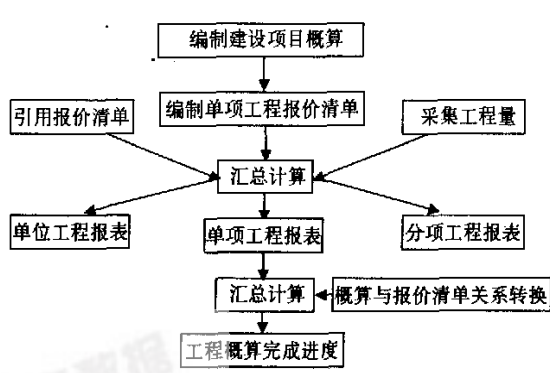 编制建设项目概算
引用报价清单
编制单项工程报价清单
采集工程量
汇总计算
单位工程报表
单项工程报表
分项工程报表
汇总计算
概算与报价清单关系转换
工程概算完成进度
数据